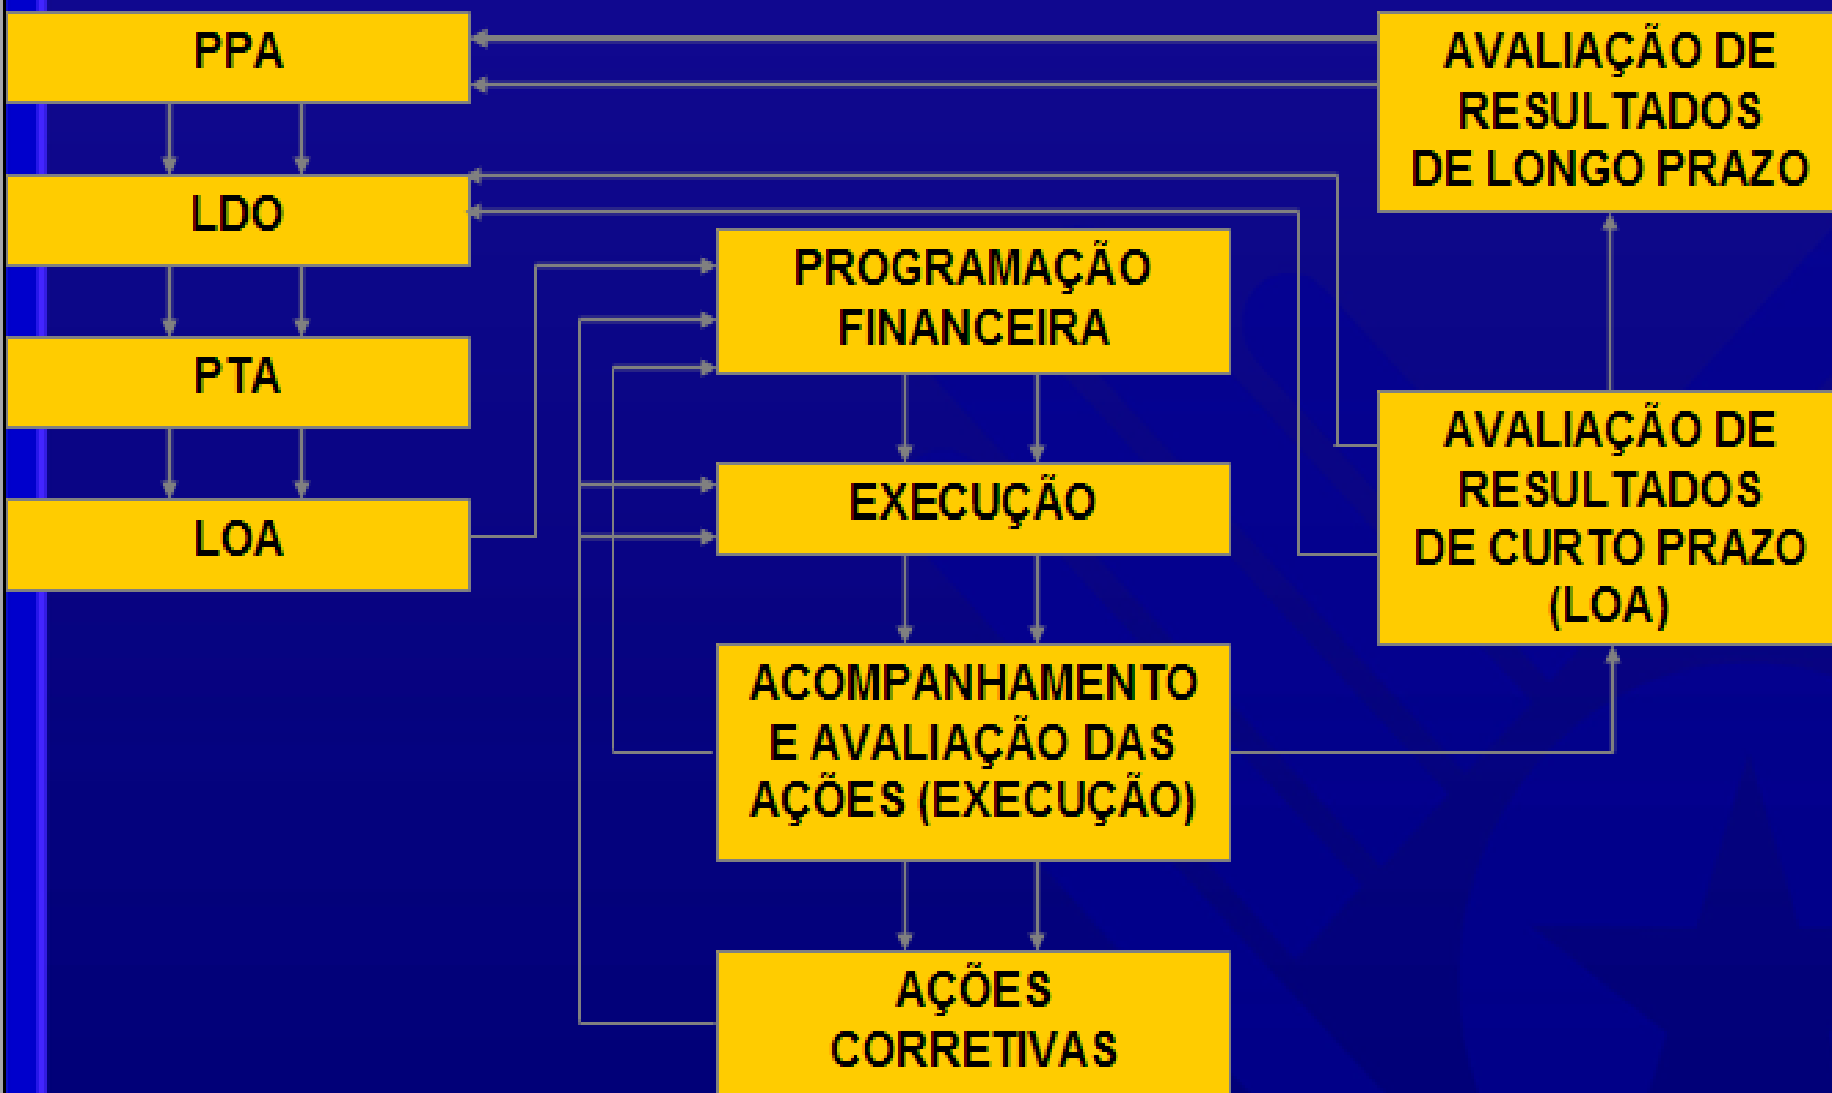 PPA
LDO
PTA
LOA
PROGRAMAÇÃO
FINANCEIRA
EXECUÇÃO
ACOMPANHAMENTO
E AVALIAÇÃO DAS
AÇÕES (EXECUÇÃO)
AÇÕES
CORRETIVAS
AVALIAÇÃO DE
RESULTADOS
DE LONGO PRAZO
AVALIAÇÃO DE
RESULTADOS
DE CURTO PRAZO
(LOA)